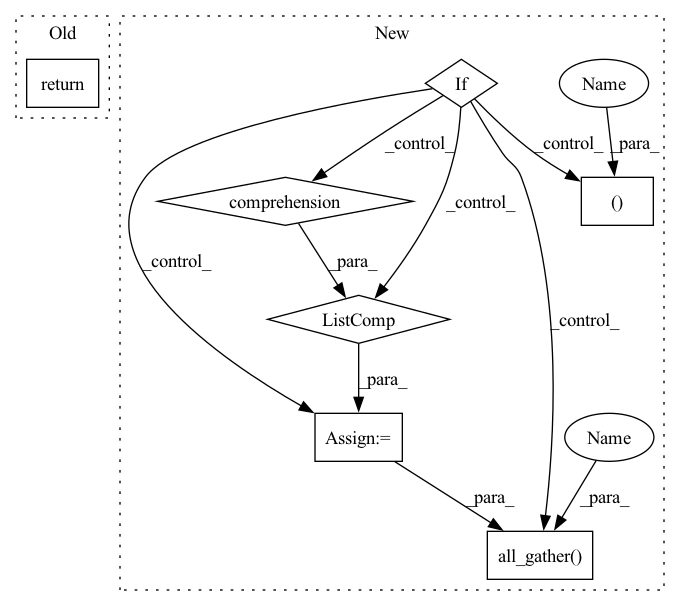 Old
New
return
If
Name
_control_
_control_
_para_
comprehension
()
_control_
_control_
_para_
ListComp
_control_
_para_
Assign:=
Name
_para_
_para_
all_gather()